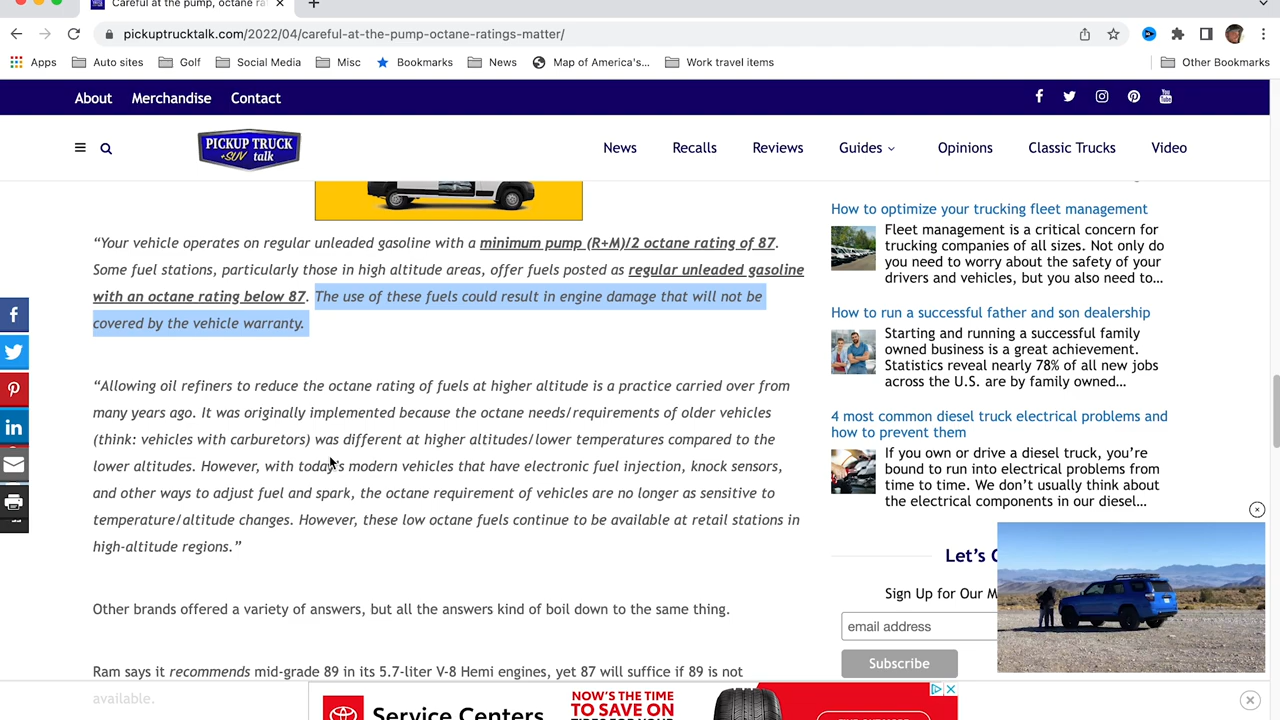 Careful at the pump, octane rat
pickuptrucktalk.com/2022/04/careful-at-the-pump-octane-ratings-matter/
Apps Auto sites Golf Social Media Misc Bookmarks News Map of America's... Work travel items Other Bookmarks
About Merchandise Contact
PICKUP TRUCK
+SUV talk
News Recalls Reviews Guides Opinions Classic Trucks Video
“Your vehicle operates on regular unleaded gasoline with a minimum pump (R+M)/2 octane rating of 87.
Some fuel stations, particularly those in high altitude areas, offer fuels posted as regular unleaded gasoline
with an octane rating below 87. The use of these fuels could result in engine damage that will not be
covered by the vehicle warranty.
“Allowing oil refiners to reduce the octane rating of fuels at higher altitude is a practice carried over from
many years ago. It was originally implemented because the octane needs/requirements of older vehicles
(think: vehicles with carburetors) was different at higher altitudes/lower temperatures compared to the
lower altitudes. However, with today's modern vehicles that have electronic fuel injection, knock sensors,
and other ways to adjust fuel and spark, the octane requirement of vehicles are no longer as sensitive to
temperature/altitude changes. However, these low octane fuels continue to be available at retail stations in
high-altitude regions.”
Other brands offered a variety of answers, but all the answers kind of boil down to the same thing.
Ram says it recommends mid-grade 89 in its 5.7-liter V-8 Hemi engines, yet 87 will suffice if 89 is not
available.
How to optimize your trucking fleet management
Fleet management is a critical concern for
trucking companies of all sizes. Not only do
you need to worry about the safety of your
drivers and vehicles, but you also need to...
How to run a successful father and son dealership
Starting and running a successful family
owned business is a great achievement.
Statistics reveal nearly 78% of all new jobs
across the U.S. are by family owned...
4 most common diesel truck electrical problems and
how to prevent them
If you own or drive a diesel truck, you're
bound to run into electrical problems from
time to time. We don't usually think about
the electrical components in our diesel...
Let's
Sign Up for Our
email address
Subscribe
Service Centers
NOW'S THE TIME
TO SAVE ON